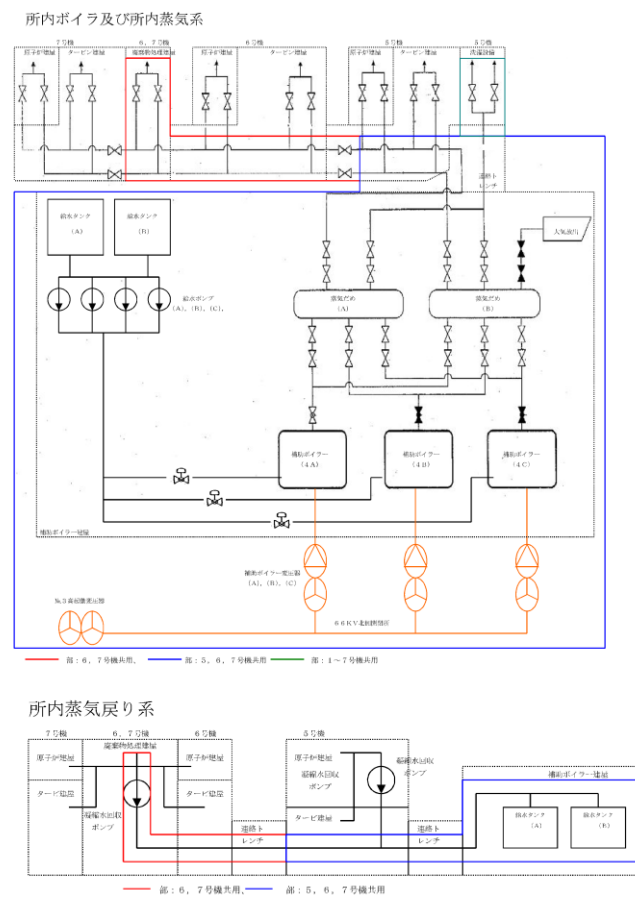 所内ボイラ及び所内蒸気系
7号機
6，7号機
6号機
5号機
5号機
原子炉建屋
タービン建屋
廃棄物処理建屋
原子炉建屋
タービン建屋
原子炉建屋
タービン建屋
洗濯設備
連絡ト
レンチ
給水タンク
(A)
給水タンク
(B)
大気放出
給水ポンプ
(A)，(B)，(C)，
蒸気だめ
(A)
蒸気だめ
(B)
補助ボイラー
(4A)
補助ボイラー
(4B)
補助ボイラー
(4C)
補助ボイラー建屋
補助ボイラー変圧器
(A)，(B)，(C)
№3高起動変圧器
部：6，7号機共用，
部：5，6，7号機共用
部：1～7号機共用
所内蒸気戻り系
7号機
6，7号機
6号機
5号機
廃棄物処理建屋
原子炉建屋
原子炉建屋
原子炉建屋
凝縮水回収
ポンプ
凝縮水回収
ポンプ
補助ボイラー建屋
タービ建屋
タービ建屋
凝縮水回収
ポンプ
タービ建屋
給水タンク
(A)
給水タンク
(B)
連絡ト
レンチ
連絡ト
レンチ
部：6，7号機共用，
部：5，6，7号機共用